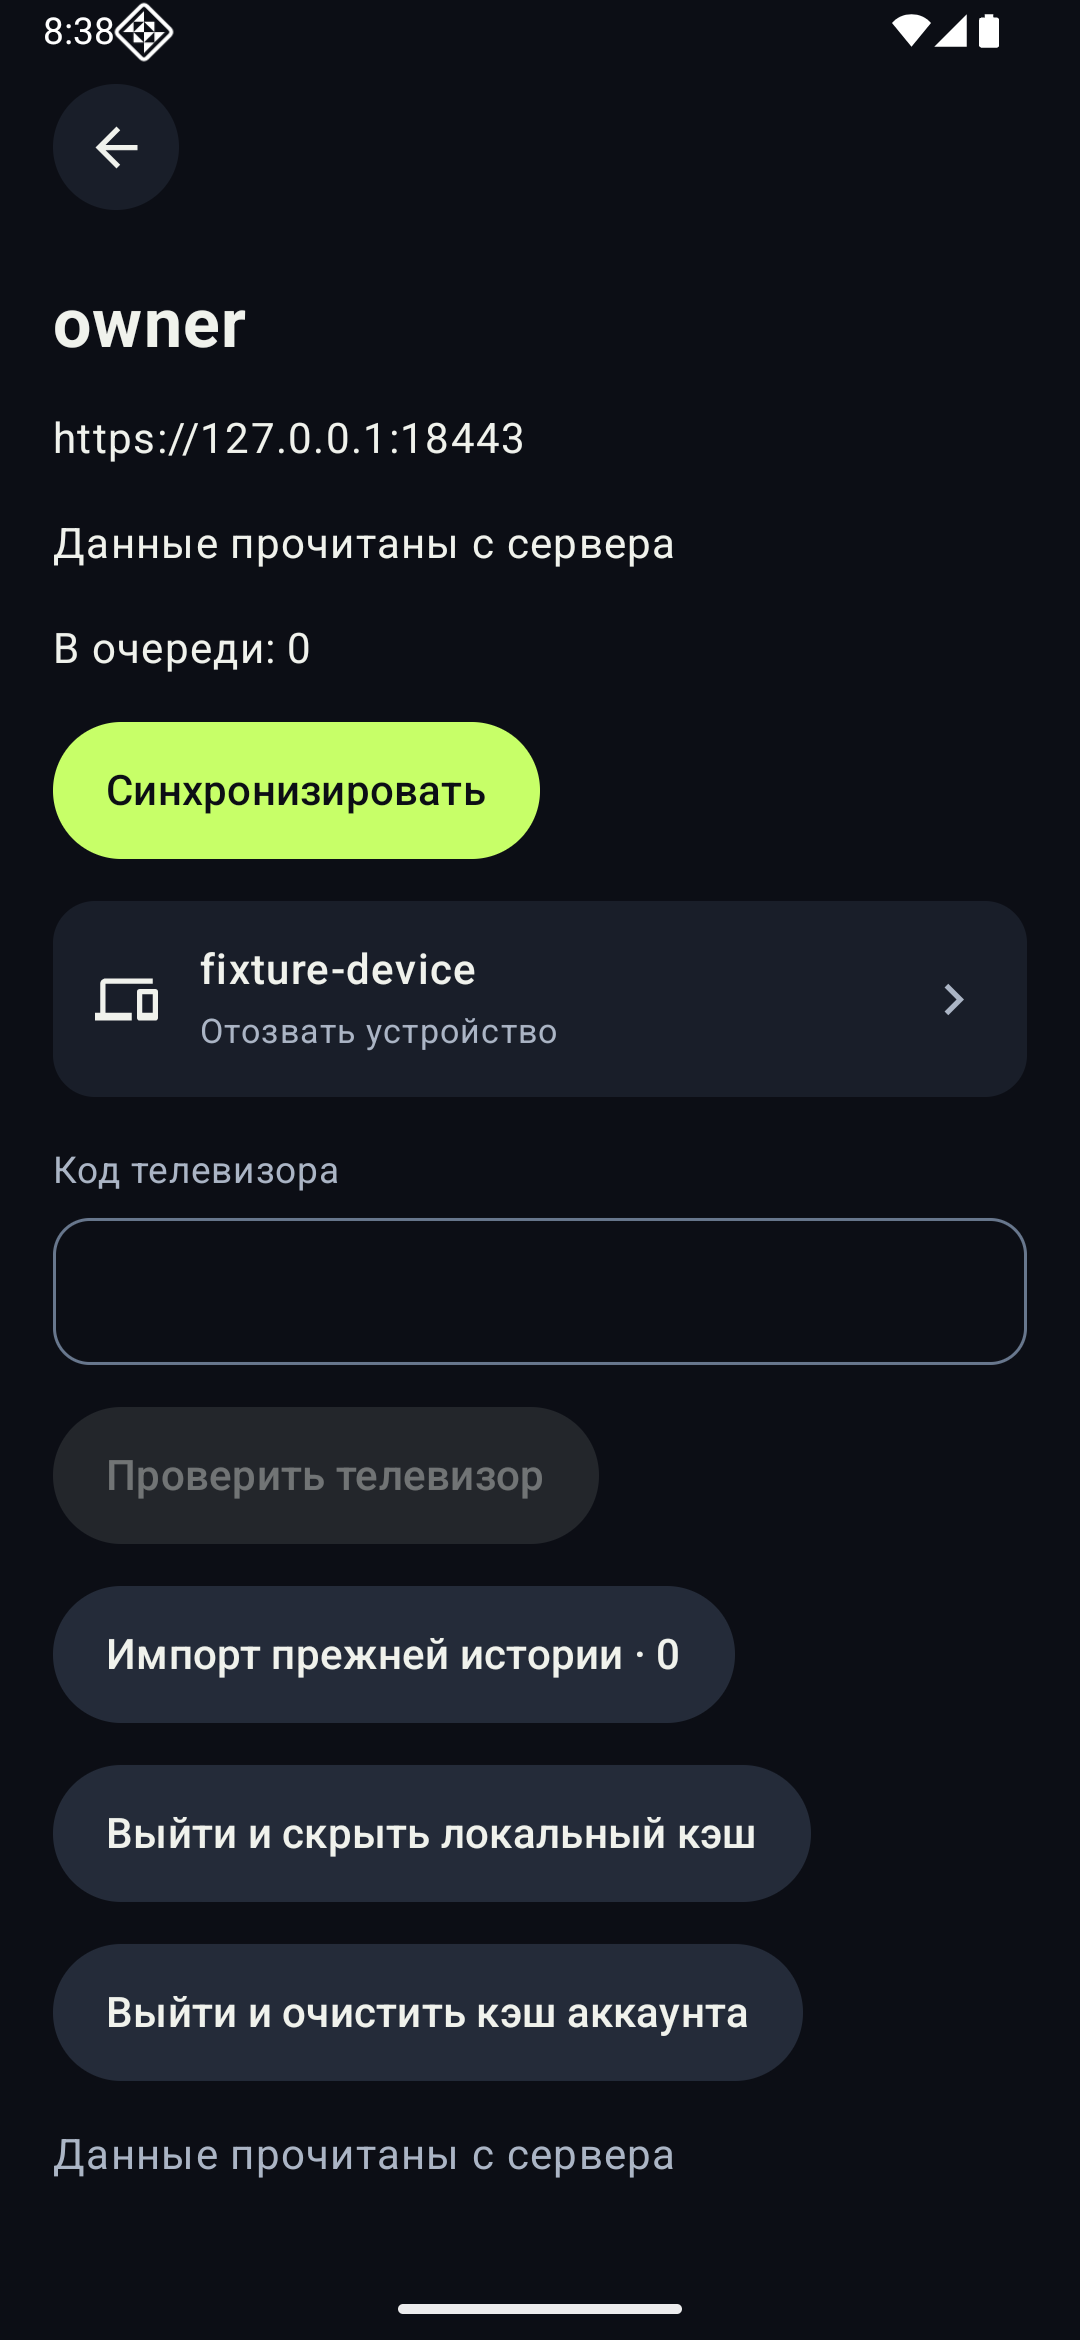 8:38
owner
https://127.0.0.1:18443
Данные прочитаны с сервера
В очереди: 0
Синхронизировать
fixture-device
Отозвать устройство
Код телевизора
Проверить телевизор
Импорт прежней истории · 0
Выйти и скрыть локальный кэш
Выйти и очистить кэш аккаунта
Данные прочитаны с сервера